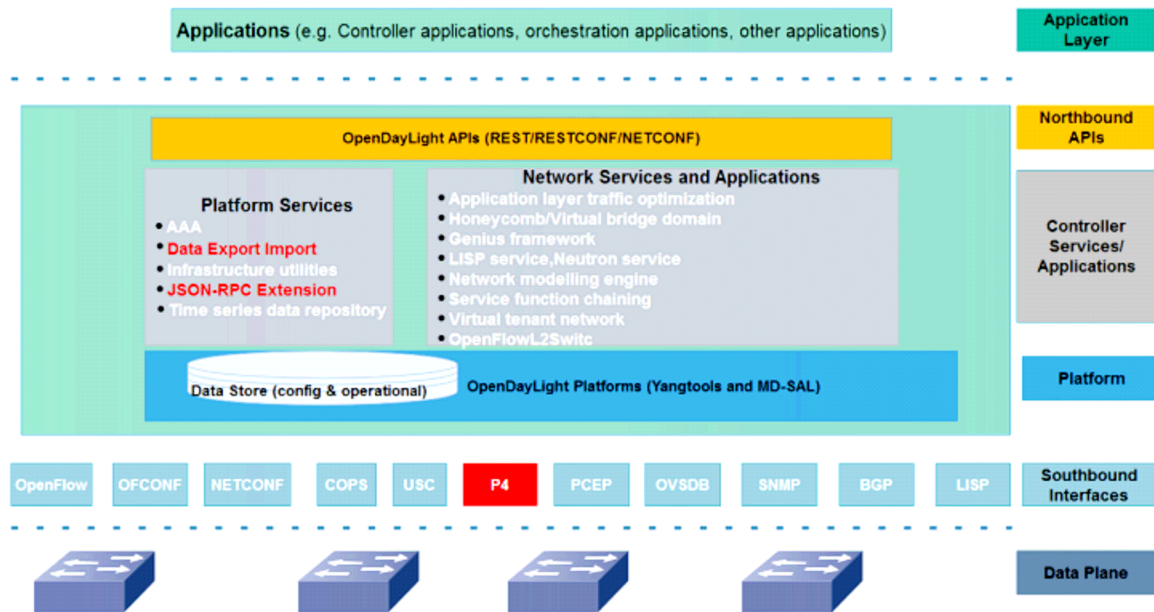 Applications (e.g. Controller applications, orchestration applications, other applications)
Appication
Layer
OpenDayLight APIs (REST/RESTCONF/NETCONF)
Northbound
APIs
Platform Services
AAA
Data Export Import
Infrastructure utilities
JSON-RPC Extension
Time series data repository
Network Services and Applications
Application layer traffic optimization
Honeycomb/Virtual bridge domain
Genius framework
LISP service,Neutron service
Network modelling engine
Service function chaining
Virtual tenant network
OpenFlowL2Switc
Controller
Services/
Applications
Data Store (config & operational)
OpenDayLight Platforms (Yangtools and MD-SAL)
Platform
OpenFlow
OFCONF
NETCONF
COPS
USC
P4
PCEP
OVSDB
SNMP
BGP
LISP
Southbound
Interfaces
Data Plane